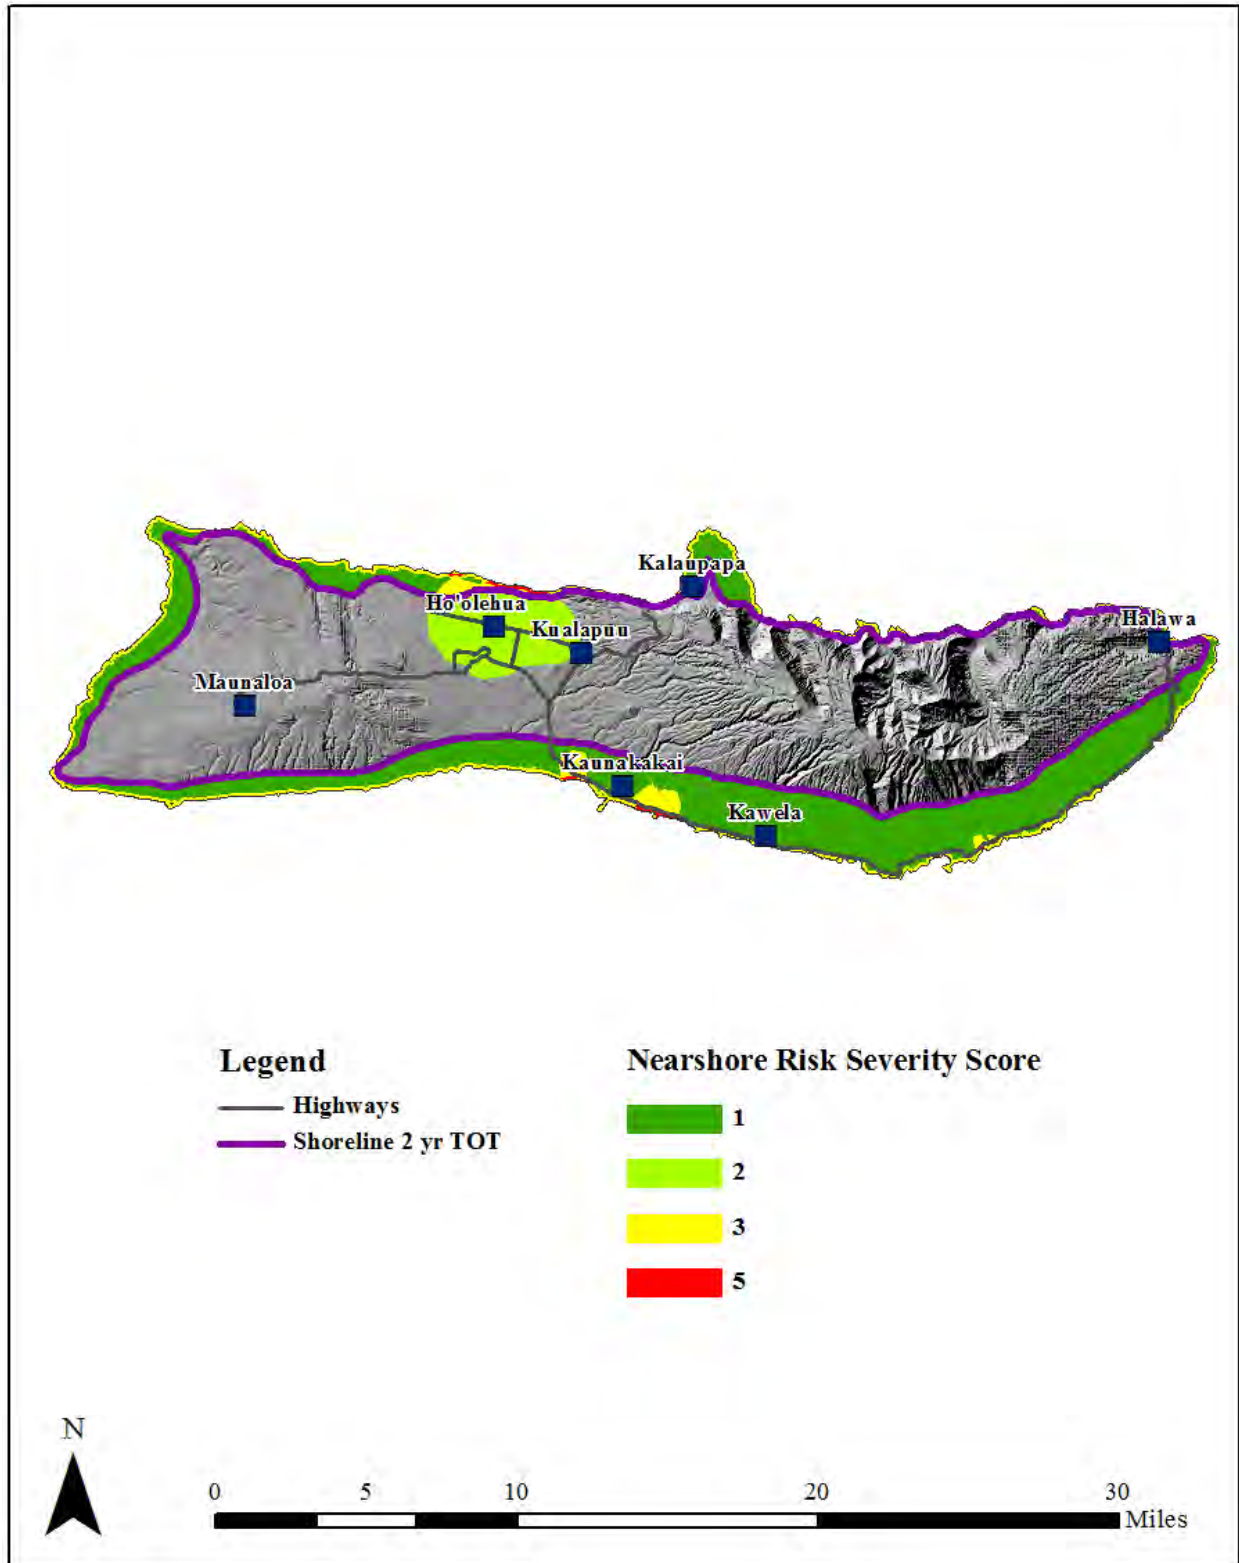 Kalaupapa
Ho'olehua
Halawa
Kualapuu
Maunaloa
Kaunakakai
Kawela
Legend
Highways
Shoreline 2 yr TOT
Nearshore Risk Severity Score
1
2
3
5
N
0 5 10 20 30
Miles